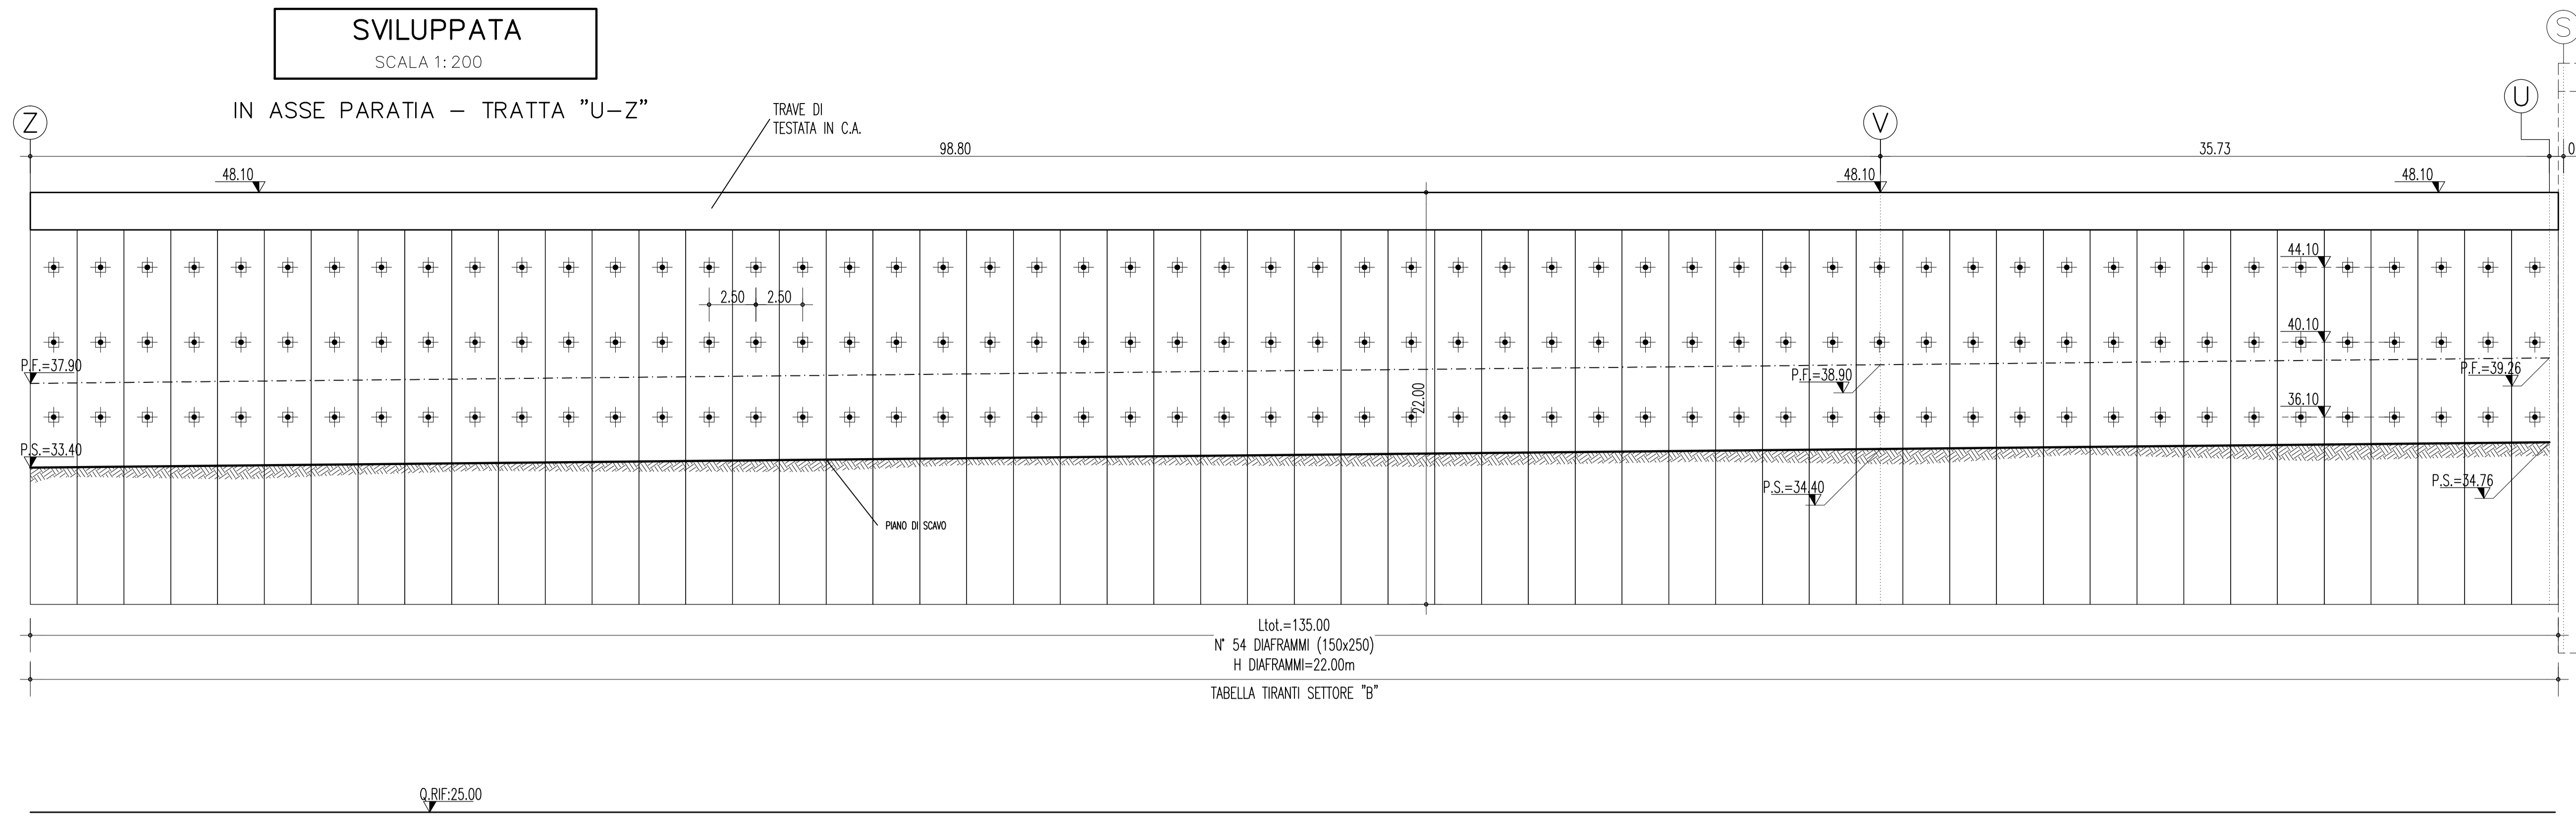 SVILUPPATA
SCALA 1:200
IN ASSE PARATIA – TRATTA "U–Z"
TRAVE DI
TESTATA IN C.A.
Z
V
U
S
98.80
35.73
0
48.10
48.10
48.10
44.10
2.50
2.50
40.10
P.F.=37.90
P.F.=38.90
P.F.=39.26
22.00
36.10
P.S.=33.40
P.S.=34.40
P.S.=34.76
PIANO DI SCAVO
Ltot.=135.00
N° 54 DIAFRAMMI (150x250)
H DIAFRAMMI=22.00m
TABELLA TIRANTI SETTORE "B"
Q.RIF:25.00